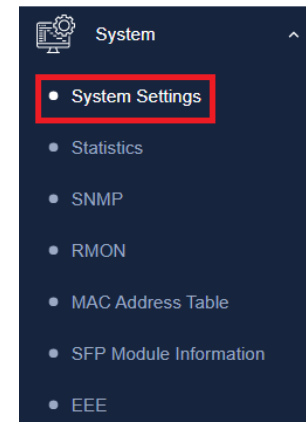 System
System Settings
Statistics
SNMP
RMON
MAC Address Table
SFP Module Information
EEE